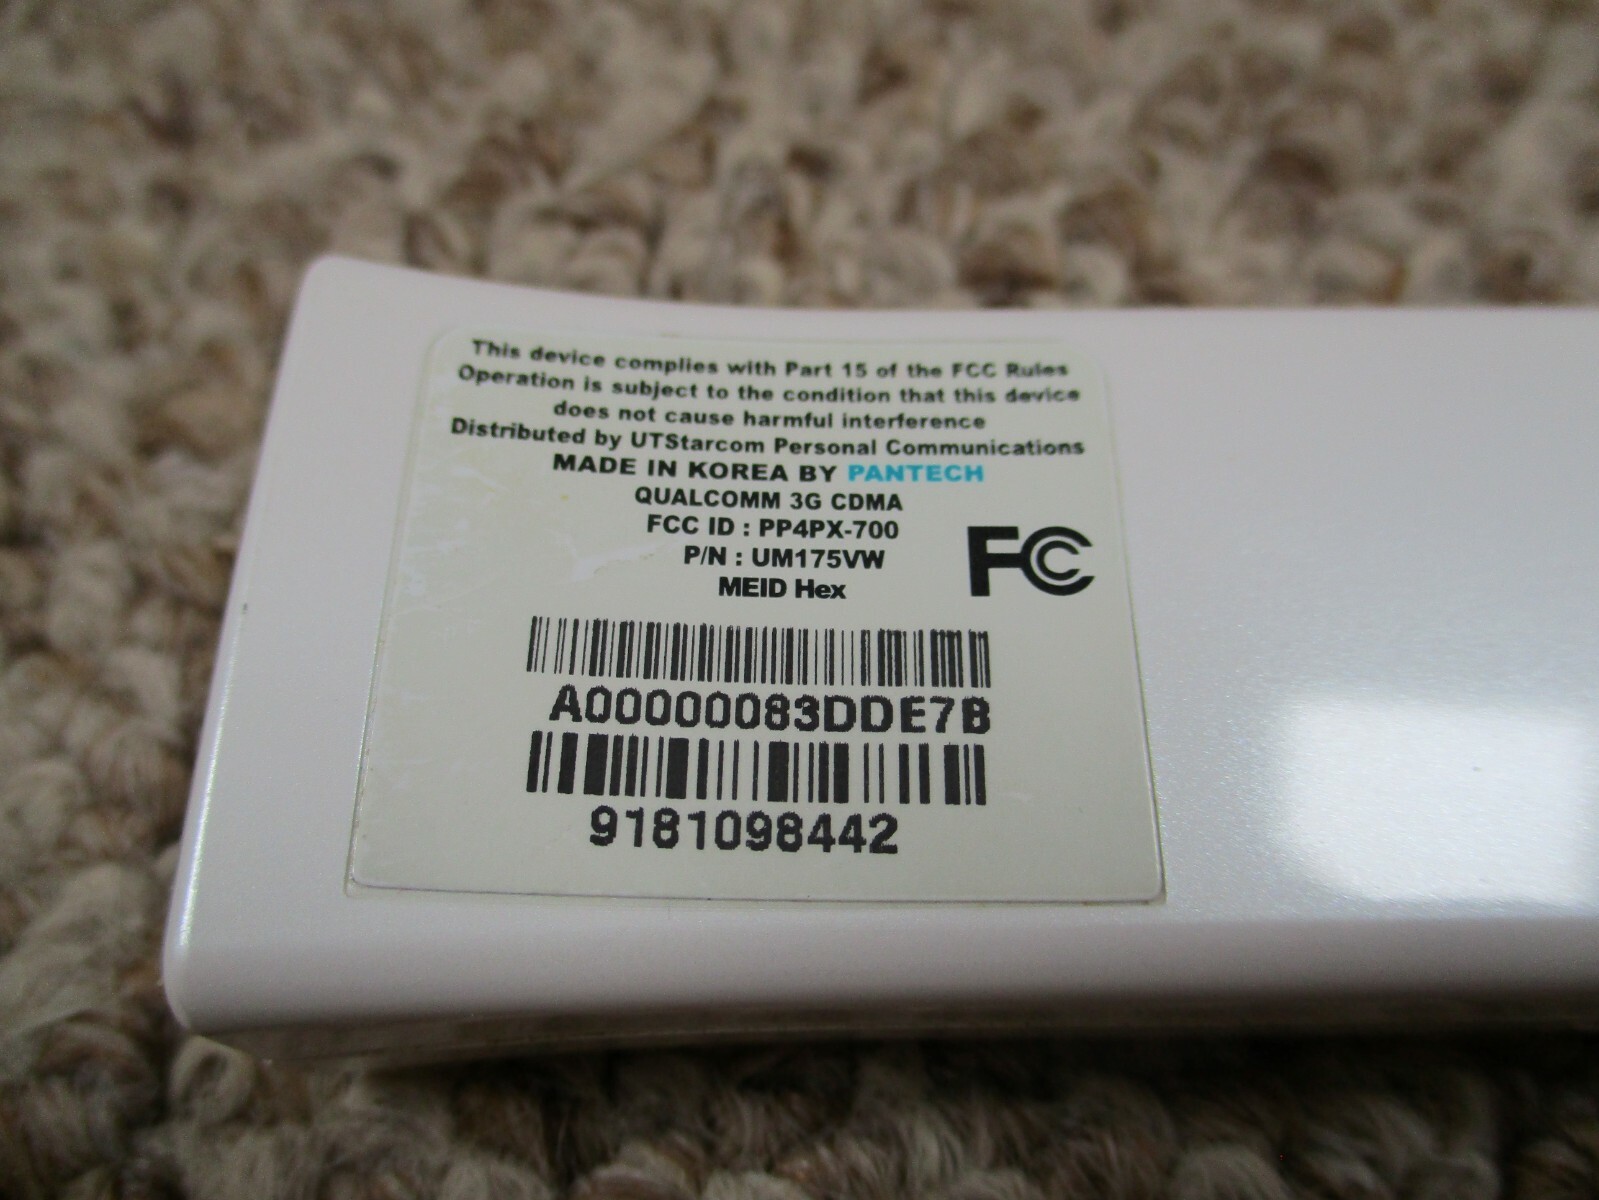 This device complies with Part 15 of the FCC Rules
Operation is subject to the condition that this device
does not cause harmful interference
Distributed by UTStarcom Personal Communications
MADE IN KOREA BY PANTECH
QUALCOMM 3G CDMA
FCC ID : PP4PX-700
P/N : UM175VW
MEID Hex
FC
A00000083DDE7B
9181098442